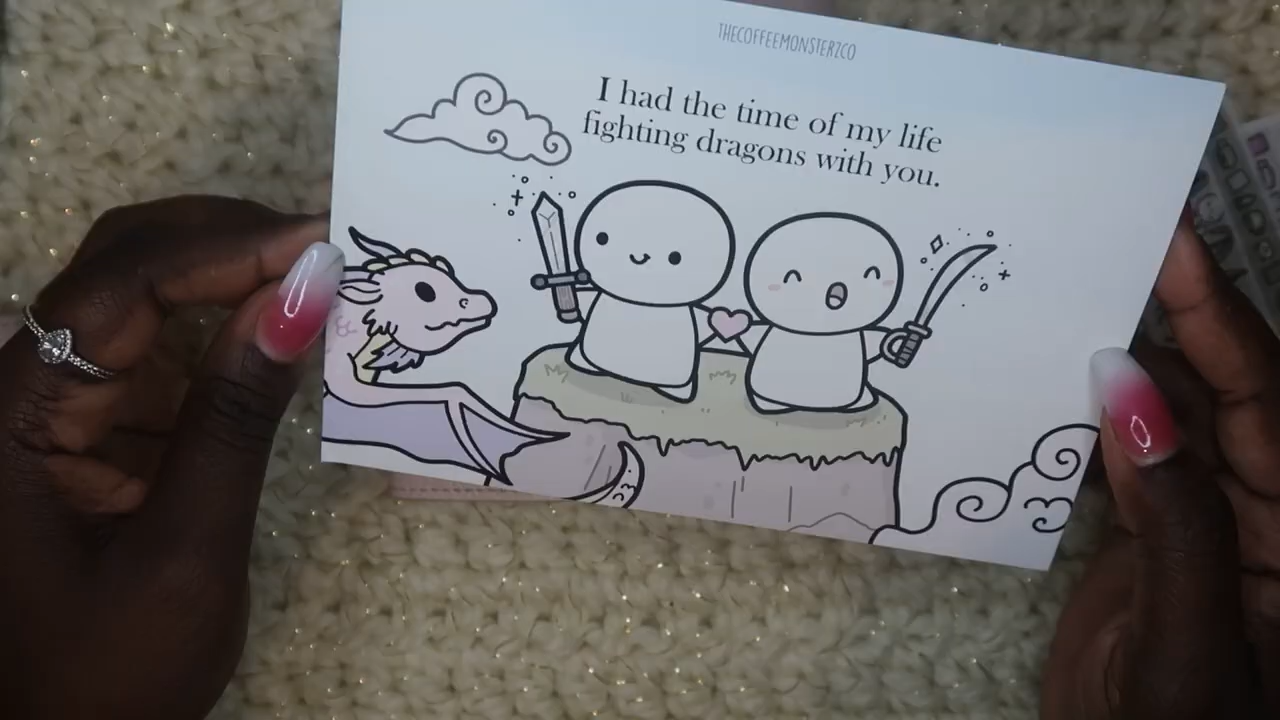 THECOFFEEMONSTERZCO
I had the time of my life
fighting dragons with you.